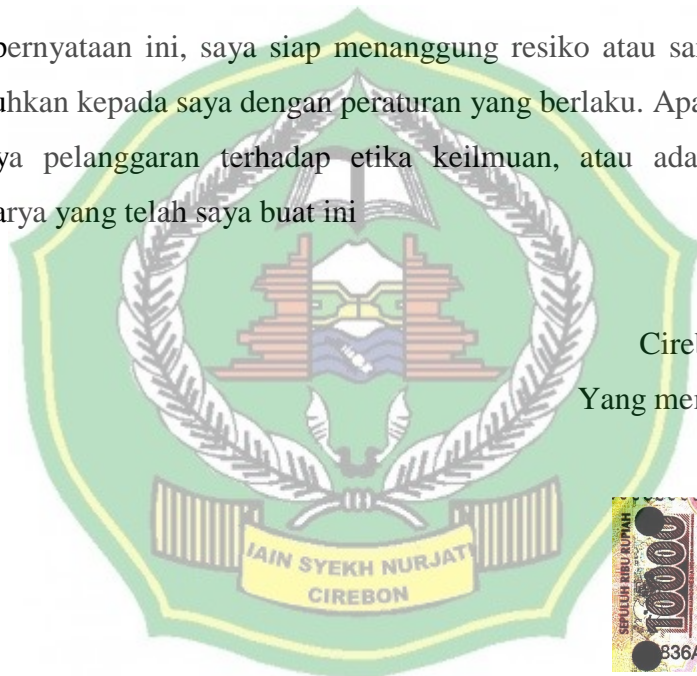 pernyataan ini, saya siap menanggung resiko atau sa
uhkan kepada saya dengan peraturan yang berlaku. Apa
ya pelanggaran terhadap etika keilmuan, atau ada
arya yang telah saya buat ini
Cireb
Yang men
IAIN SYEKH NURJATI
CIREBON
SEPULUH RIBU RUPIAH
10000
836A